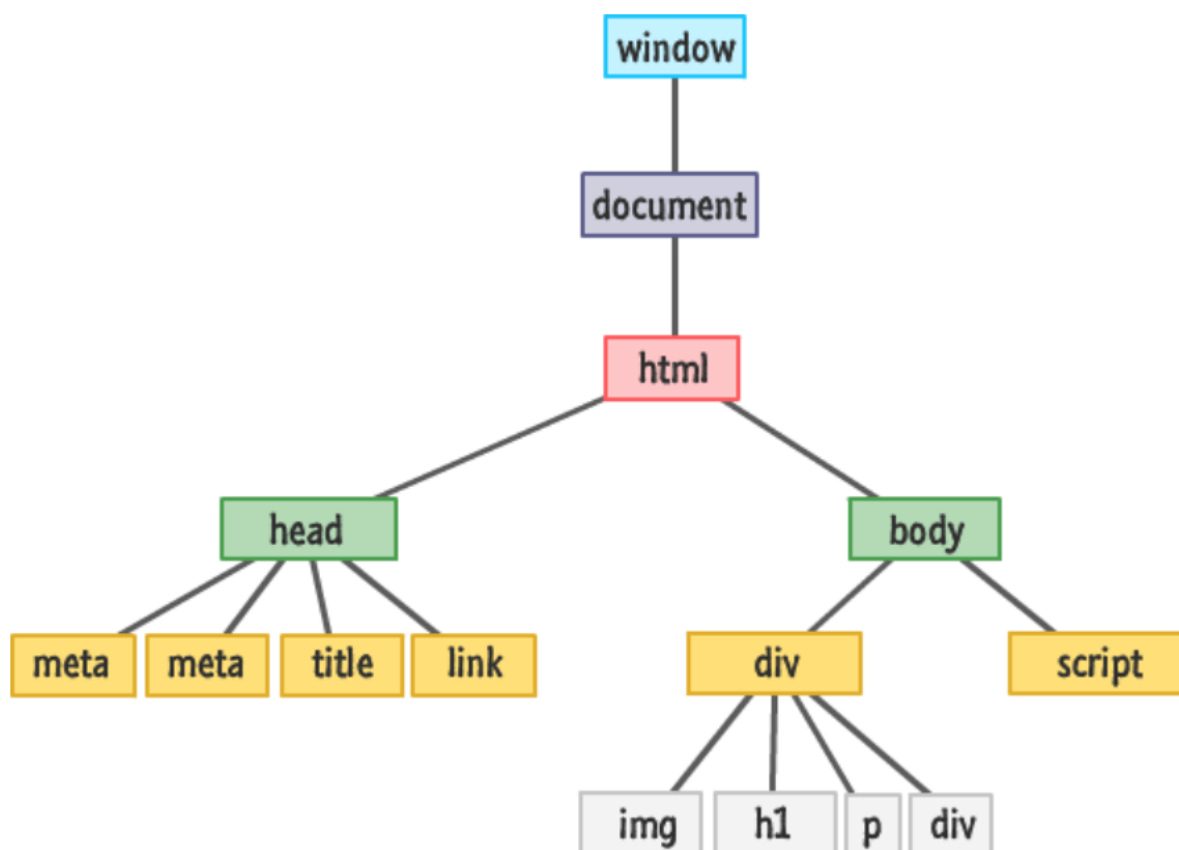 window
document
html
head
body
meta
meta
title
link
div
script
img
h1
p
div